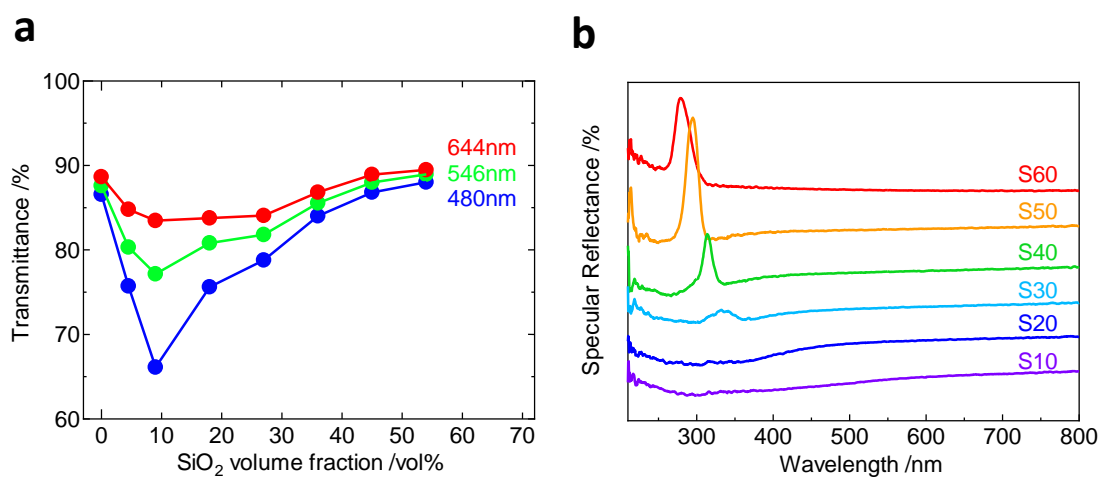 a
100
90
80
70
60
Transmittance /%
644nm
546nm
480nm
0 10 20 30 40 50 60 70
SiO₂ volume fraction /vol%
b
Specular Reflectance /%
S60
S50
S40
S30
S20
S10
300 400 500 600 700 800
Wavelength /nm